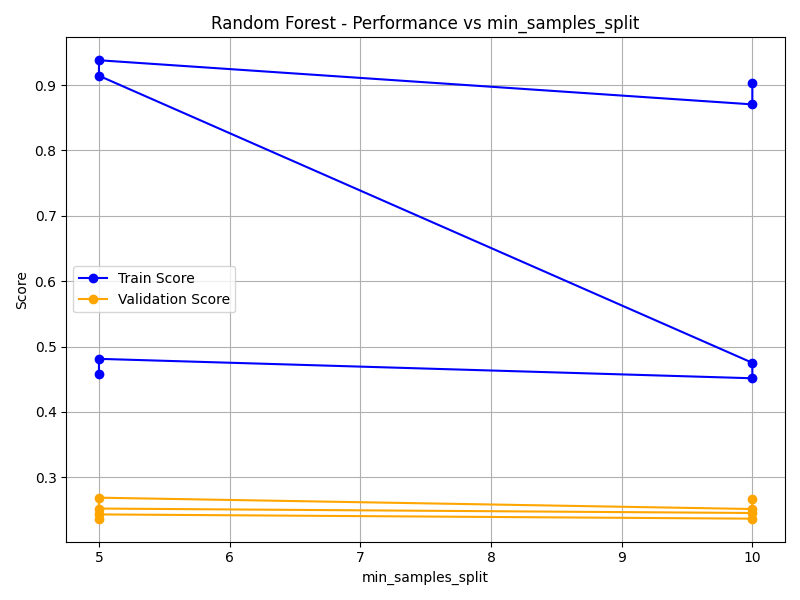 Random Forest - Performance vs min_samples_split
Score
0.9
0.8
0.7
0.6
0.5
0.4
0.3
Train Score
Validation Score
5 6 7 8 9 10
min_samples_split